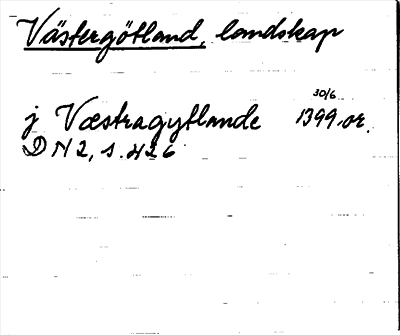 Västergötland, landskap
j Væstragytlande 30/6 1399 or.
DN 2, s. 426